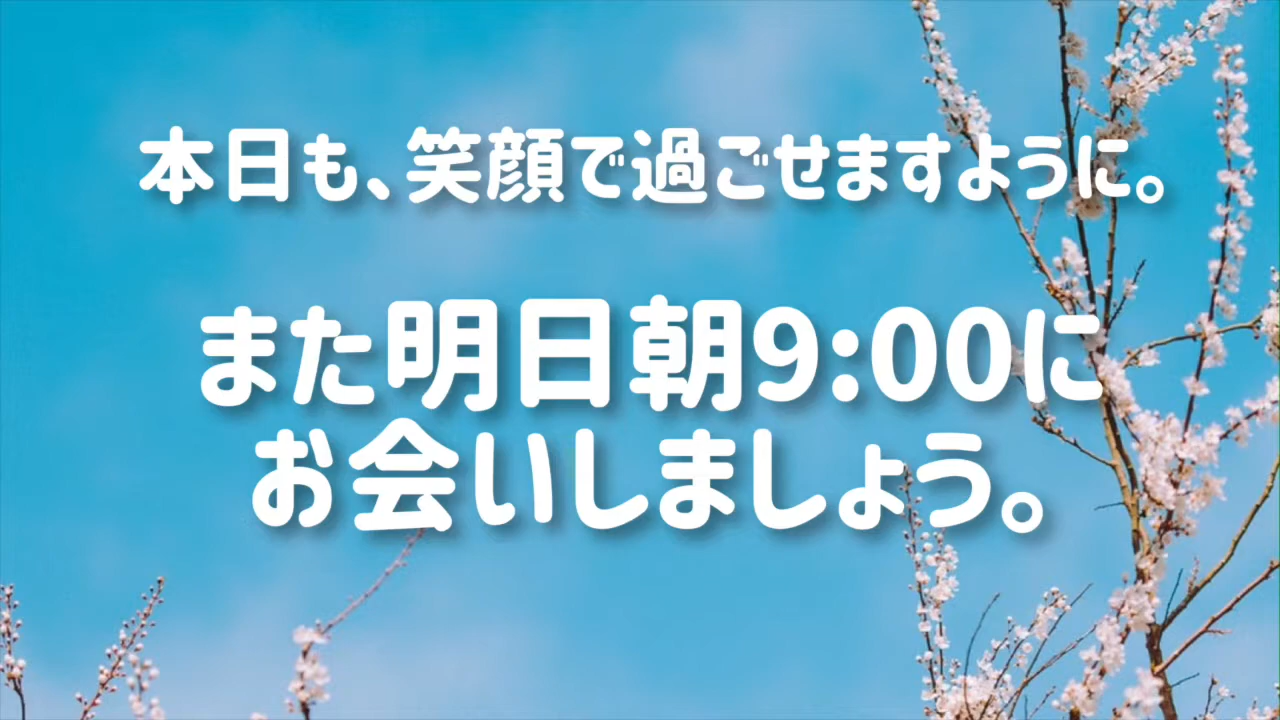 本日も、笑顔で過ごせますように。
また明日朝9:00に
お会いしましょう。